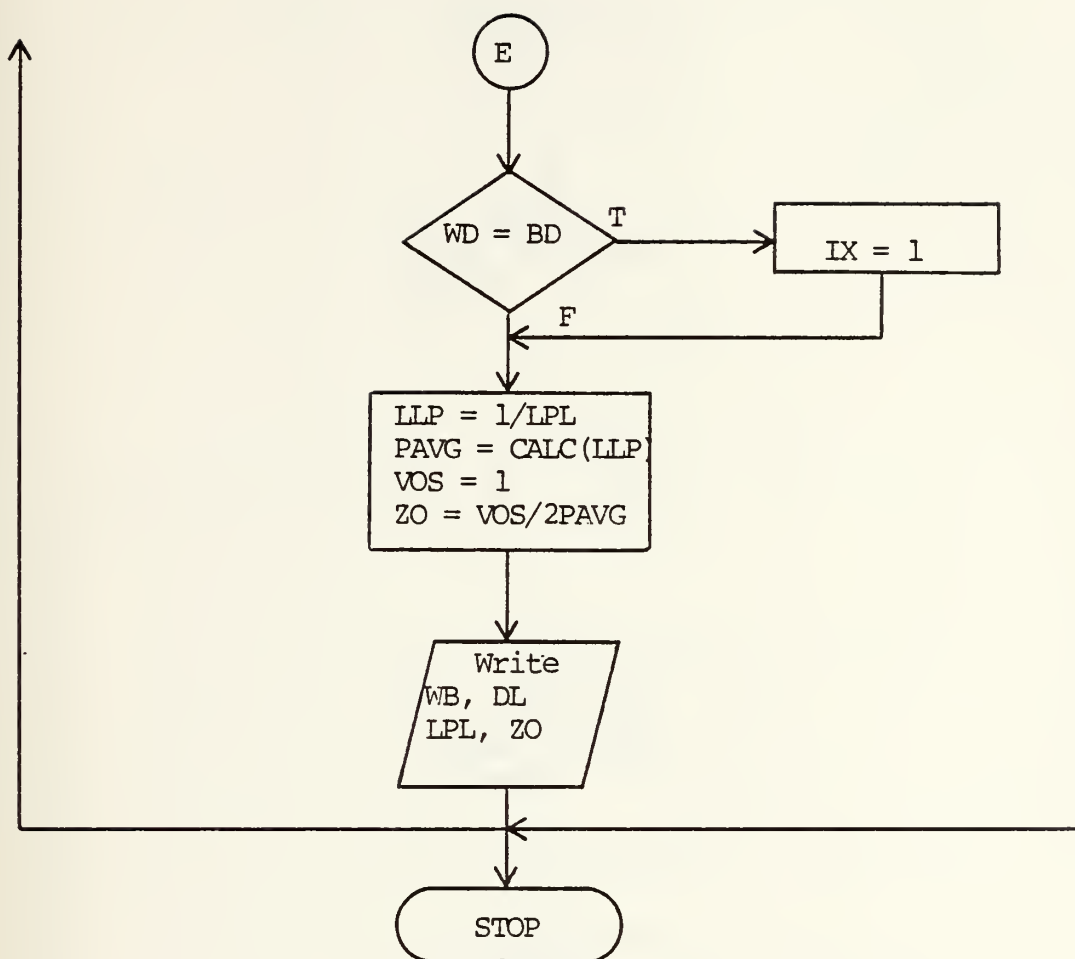 E
WD = BD
T
IX = 1
F
LLP = 1/LPL
PAVG = CALC(LLP)
VOS = 1
ZO = VOS/2PAVG
Write
WB, DL
LPL, ZO
STOP